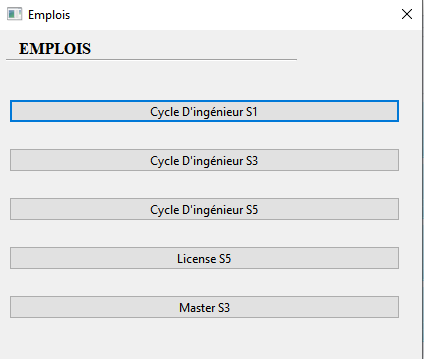 Emplois
EMPLOIS
Cycle D'ingénieur S1
Cycle D'ingénieur S3
Cycle D'ingénieur S5
License S5
Master S3